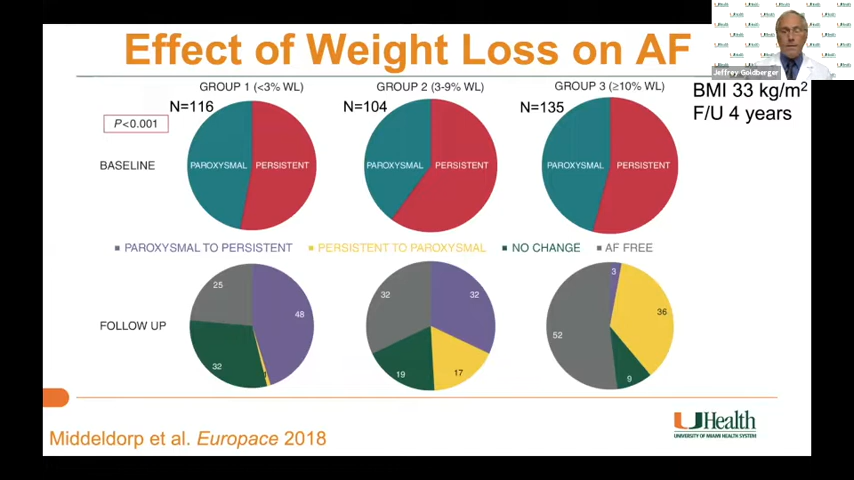 Effect of Weight Loss on AF
Jeffrey Goldberger
BMI 33 kg/m²
F/U 4 years
GROUP 1 (<3% WL)
GROUP 2 (3-9% WL)
GROUP 3 (≥10% WL)
N=116
N=104
N=135
P<0.001
BASELINE
PAROXYSMAL
PERSISTENT
PAROXYSMAL
PERSISTENT
PAROXYSMAL
PERSISTENT
PAROXYSMAL TO PERSISTENT
PERSISTENT TO PAROXYSMAL
NO CHANGE
AF FREE
FOLLOW UP
25
48
32
32
32
19
17
3
36
52
9
Middeldorp et al. Europace 2018
UHealth
UNIVERSITY OF MIAMI HEALTH SYSTEM